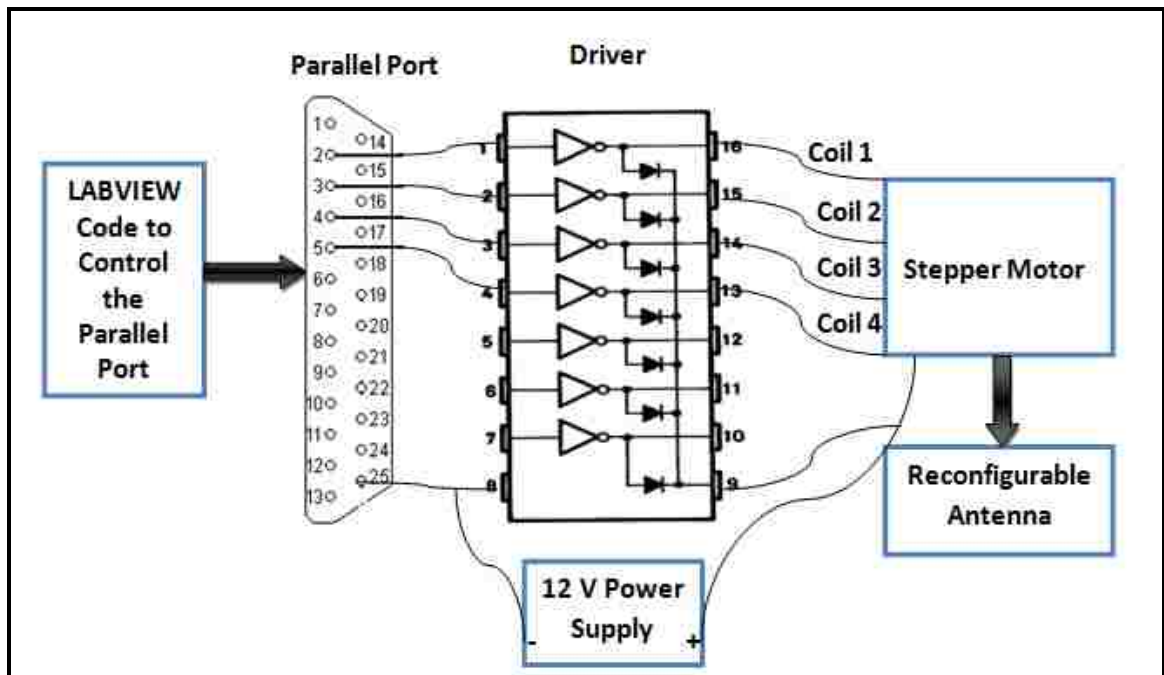 Parallel Port
Driver
LABVIEW
Code to
Control
the
Parallel
Port
1
2
3
4
5
6
7
8
9
10
11
12
13
14
15
16
17
18
19
20
21
22
23
24
25
1
2
3
4
5
6
7
8
16
15
14
13
12
11
10
9
Coil 1
Coil 2
Coil 3
Coil 4
Stepper Motor
Reconfigurable
Antenna
12 V Power
Supply
- +